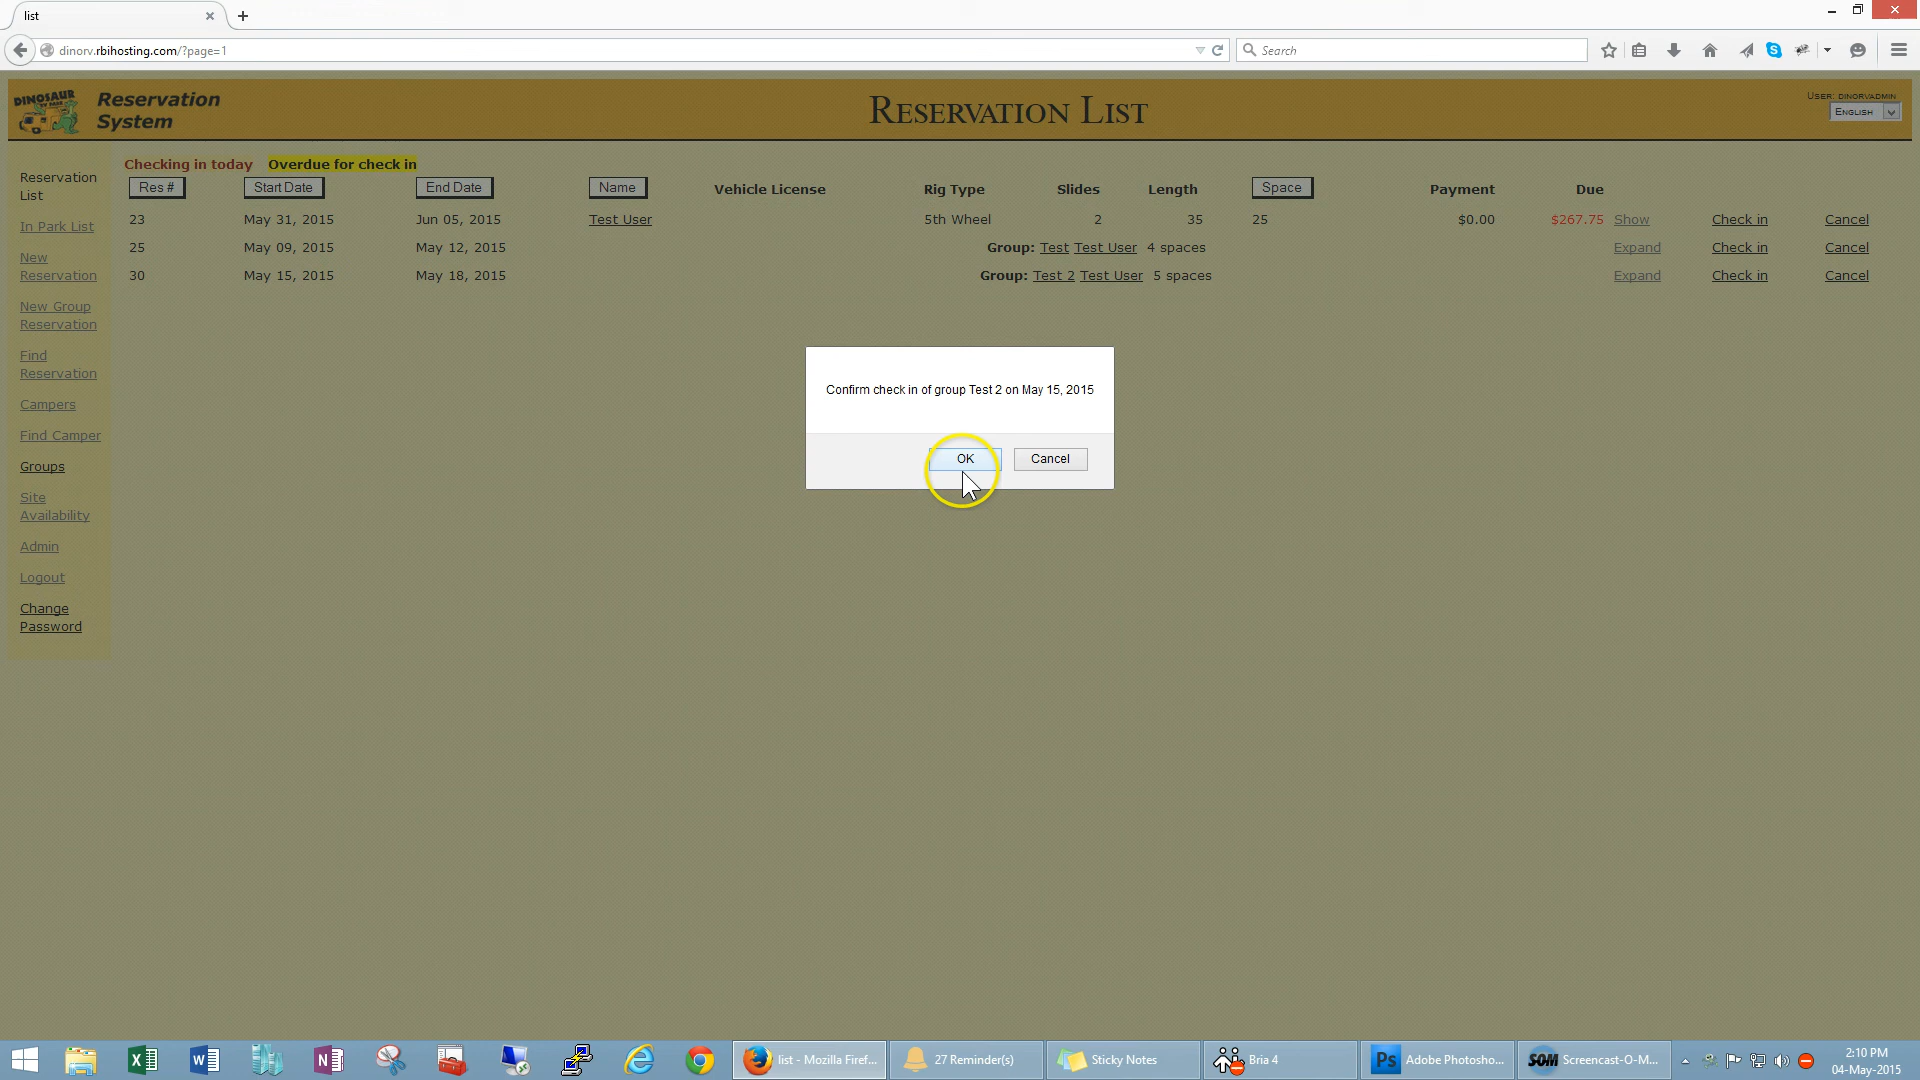 list
dinorv.rbihosting.com/?page=1
Search
DINOSAUR
RV PARK
Reservation
System
Reservation List
User: dinorvadmin
English
Checking in today Overdue for check in
Res # Start Date End Date Name Vehicle License Rig Type Slides Length Space Payment Due
23 May 31, 2015 Jun 05, 2015 Test User 5th Wheel 2 35 25 $0.00 $267.75 Show Check in Cancel
25 May 09, 2015 May 12, 2015 Group: Test Test User 4 spaces Expand Check in Cancel
30 May 15, 2015 May 18, 2015 Group: Test 2 Test User 5 spaces Expand Check in Cancel
Reservation
List
In Park List
New
Reservation
New Group
Reservation
Find
Reservation
Campers
Find Camper
Groups
Site
Availability
Admin
Logout
Change
Password
Confirm check in of group Test 2 on May 15, 2015
OK Cancel
list - Mozilla Firef... 27 Reminder(s) Sticky Notes Bria 4 Ps Adobe Photosho... SOM Screencast-O-M...
2:10 PM
04-May-2015